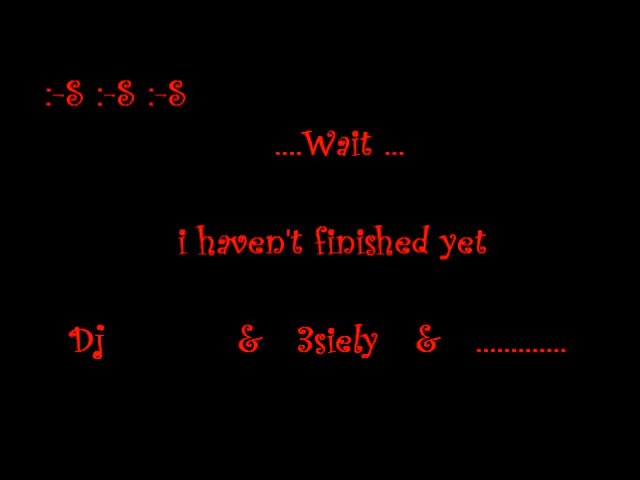 :-S :-S :-S
....Wait ...
i haven't finished yet
Dj & 3siely & .............